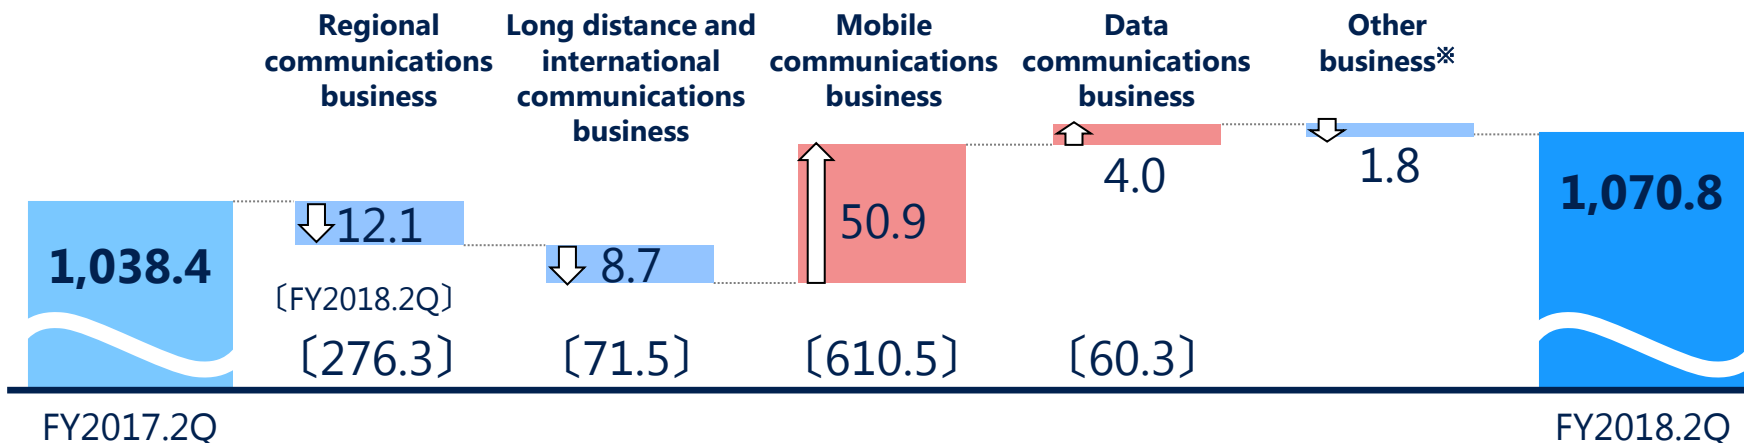 Regional
communications
business
Long distance and
international
communications
business
Mobile
communications
business
Data
communications
business
Other
business※
1,038.4
12.1
8.7
50.9
4.0
1.8
1,070.8
〔FY2018.2Q〕
〔276.3〕
〔71.5〕
〔610.5〕
〔60.3〕
FY2017.2Q
FY2018.2Q